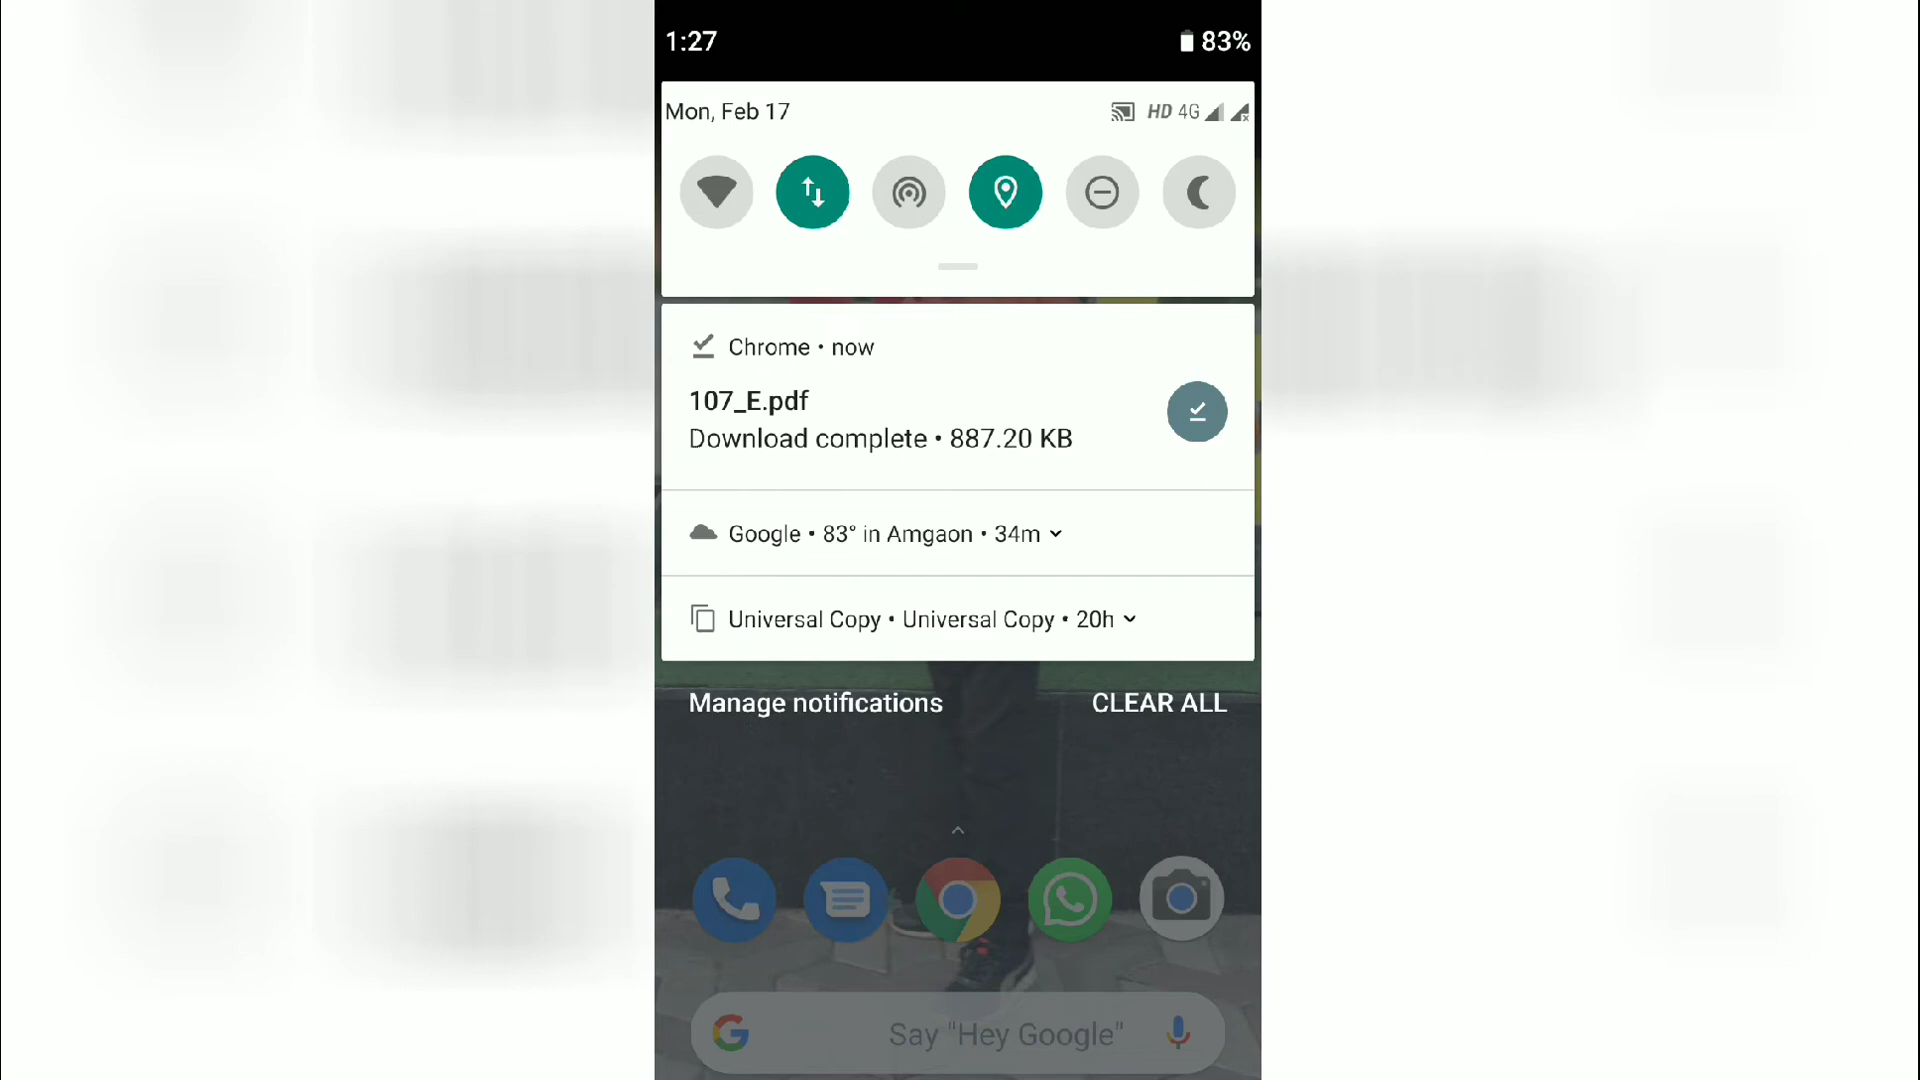 1:27
83%
Mon, Feb 17
HD 4G
Chrome • now
107_E.pdf
Download complete • 887.20 KB
Google • 83° in Amgaon • 34m
Universal Copy • Universal Copy • 20h
Manage notifications
CLEAR ALL
Say "Hey Google"